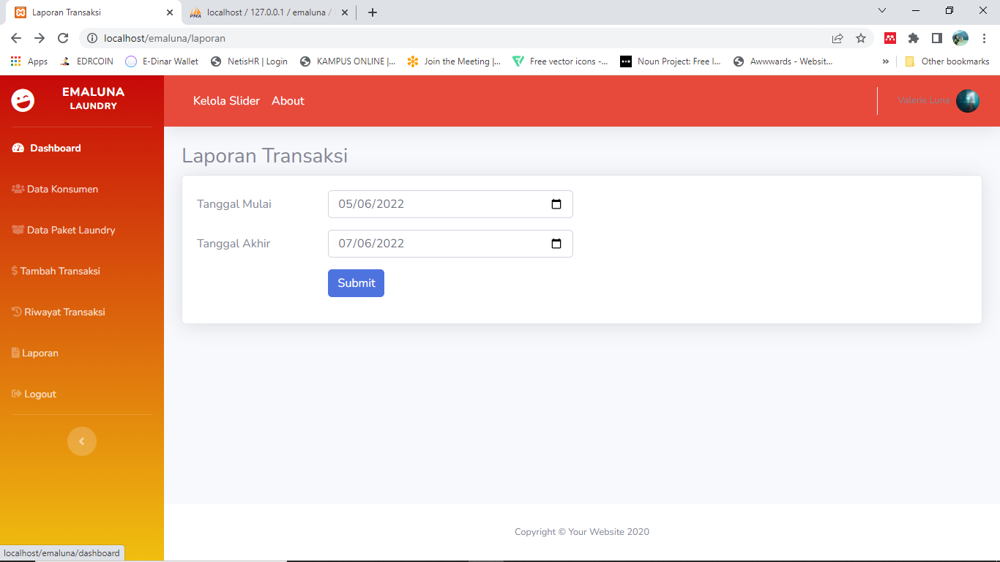 Laporan Transaksi
localhost / 127.0.0.1 / emaluna /
localhost/emaluna/laporan
Apps
EDRCOIN
E-Dinar Wallet
NetisHR | Login
KAMPUS ONLINE |...
Join the Meeting |...
Free vector icons -...
Noun Project: Free I...
Awwwards - Websit...
»
Other bookmarks
EMALUNA
LAUNDRY
Kelola Slider
About
Valerie Luna
Dashboard
Data Konsumen
Data Paket Laundry
Tambah Transaksi
Riwayat Transaksi
Laporan
Logout
Laporan Transaksi
Tanggal Mulai
05/06/2022
Tanggal Akhir
07/06/2022
Submit
Copyright © Your Website 2020
localhost/emaluna/dashboard